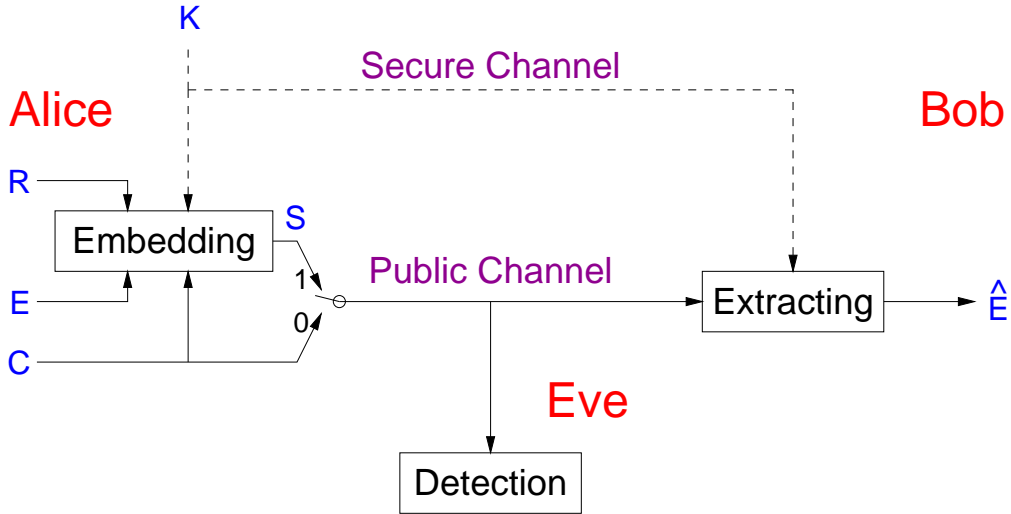 K
Secure Channel
Alice
Bob
R
S
Embedding
Public Channel
1
E
Extracting
Ê
0
C
Eve
Detection